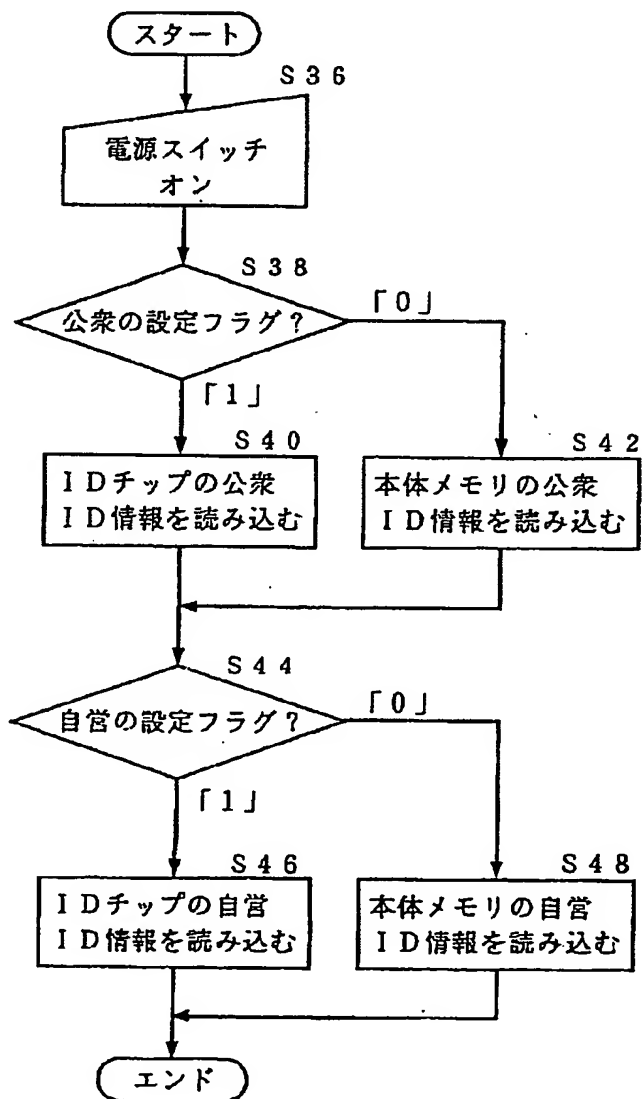 スタート
S36
電源スイッチ
オン
S38
公衆の設定フラグ?
「0」
「1」
S40
IDチップの公衆
ID情報を読み込む
S42
本体メモリの公衆
ID情報を読み込む
S44
自営の設定フラグ?
「0」
「1」
S46
IDチップの自営
ID情報を読み込む
S48
本体メモリの自営
ID情報を読み込む
エンド